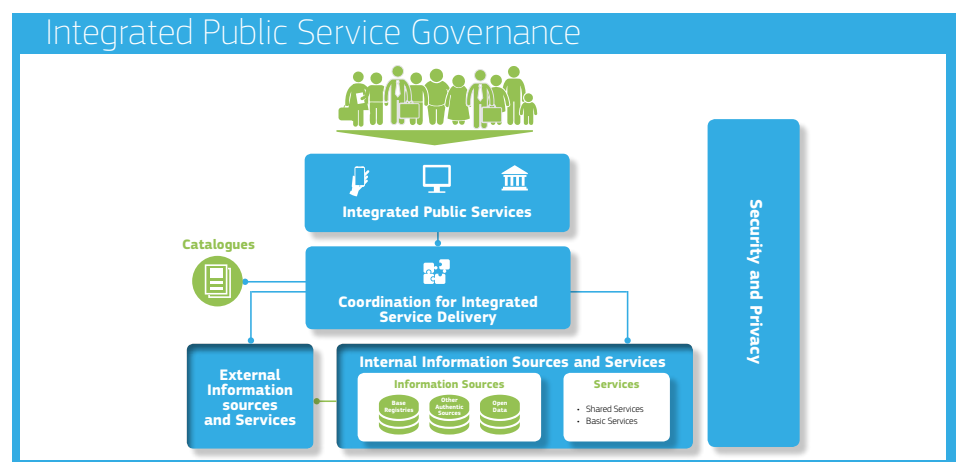 Integrated Public Service Governance
Integrated Public Services
Catalogues
Coordination for Integrated
Service Delivery
External
Information
sources
and Services
Internal Information Sources and Services
Information Sources
Base
Registries
Other
Authentic
Sources
Open
Data
Services
• Shared Services
• Basic Services
Security and Privacy